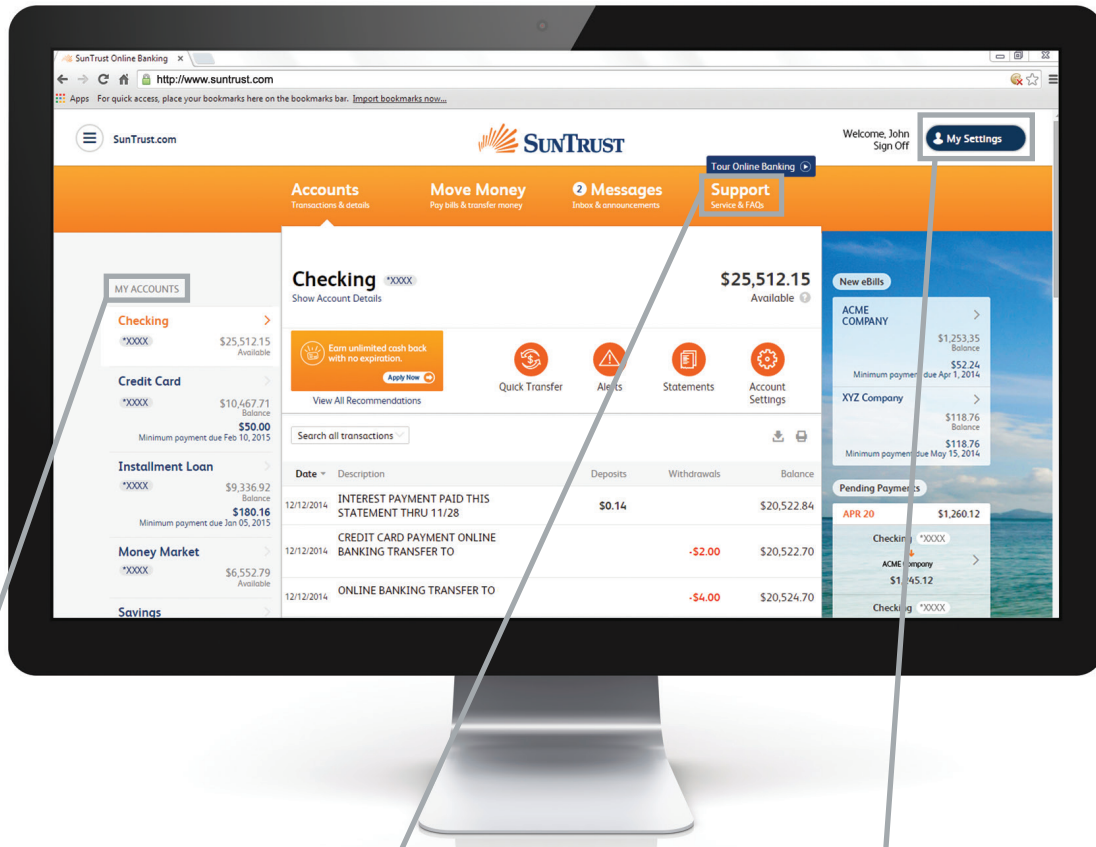 SunTrust Online Banking
http://www.suntrust.com
Apps For quick access, place your bookmarks here on the bookmarks bar. Import bookmarks now...
SunTrust.com
SUNTRUST
Welcome, John
Sign Off
My Settings
Tour Online Banking
Accounts
Transactions & details
Move Money
Pay bills & transfer money
2 Messages
Inbox & announcements
Support
Service & FAQs
MY ACCOUNTS
Checking
*XXXX
$25,512.15
Available
Credit Card
*XXXX
$10,467.71
Balance
$50.00
Minimum payment due Feb 10, 2015
Installment Loan
*XXXX
$9,336.92
Balance
$180.16
Minimum payment due Jan 05, 2015
Money Market
*XXXX
$6,552.79
Available
Savings
Checking *XXXX
Show Account Details
$25,512.15
Available
Earn unlimited cash back
with no expiration.
Apply Now
View All Recommendations
Quick Transfer
Alerts
Statements
Account
Settings
Search all transactions
Date Description Deposits Withdrawals Balance
12/12/2014 INTEREST PAYMENT PAID THIS
STATEMENT THRU 11/28 $0.14 $20,522.84
CREDIT CARD PAYMENT ONLINE
12/12/2014 BANKING TRANSFER TO -$2.00 $20,522.70
12/12/2014 ONLINE BANKING TRANSFER TO -$4.00 $20,524.70
New eBills
ACME
COMPANY
$1,253,35
Balance
$52.24
Minimum payment due Apr 1, 2014
XYZ Company
$118.76
Balance
$118.76
Minimum payment due May 15, 2014
Pending Payments
APR 20 $1,260.12
Checking *XXXX
ACME Company
Checking *XXXX